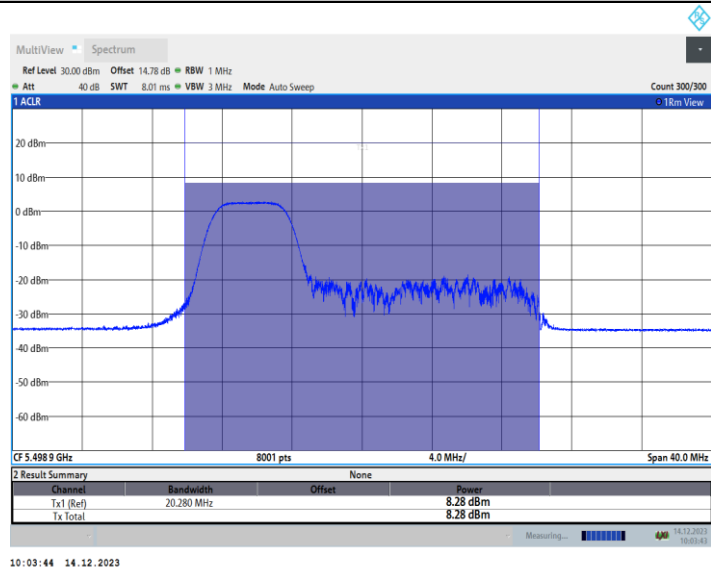 MultiView Spectrum
Ref Level 30.00 dBm Offset 14.78 dB RBW 1 MHz
Att 40 dB SWT 8.01 ms VBW 3 MHz Mode Auto Sweep Count 300/300
1 ACLR 1Rm View
20 dBm
10 dBm
0 dBm
-10 dBm
-20 dBm
-30 dBm
-40 dBm
-50 dBm
-60 dBm
CF 5.498 9 GHz 8001 pts 4.0 MHz/ Span 40.0 MHz
2 Result Summary None
Channel Bandwidth Offset Power
Tx1 (Ref) 20.280 MHz 8.28 dBm
Tx Total 8.28 dBm
Measuring... 14.12.2023
10:03:43
10:03:44 14.12.2023